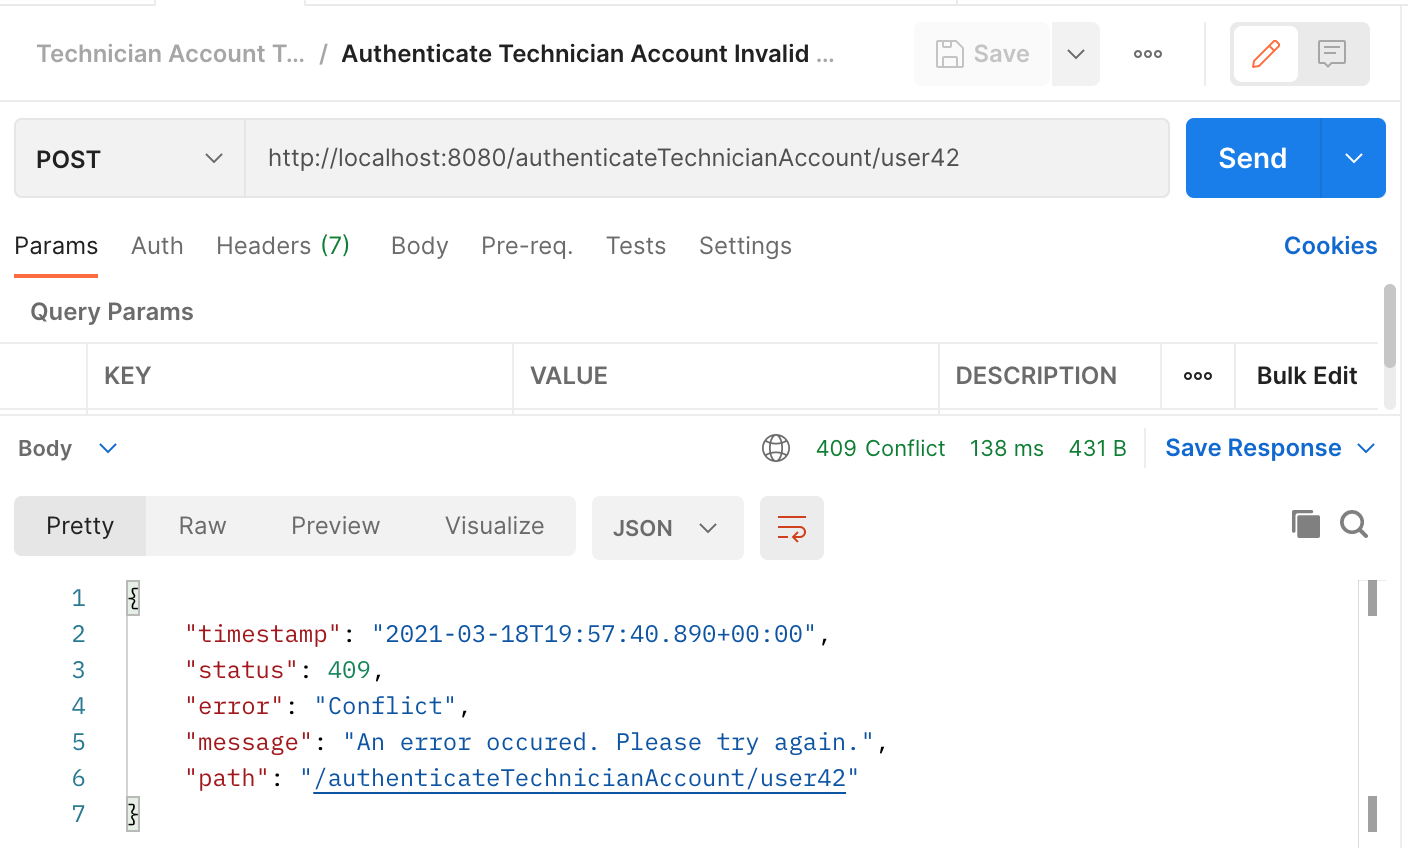 Technician Account T... / Authenticate Technician Account Invalid ... Save
POST http://localhost:8080/authenticateTechnicianAccount/user42 Send
Params Auth Headers (7) Body Pre-req. Tests Settings Cookies
Query Params
KEY VALUE DESCRIPTION Bulk Edit
Body 409 Conflict 138 ms 431 B Save Response
Pretty Raw Preview Visualize JSON
1 {
2 "timestamp": "2021-03-18T19:57:40.890+00:00",
3 "status": 409,
4 "error": "Conflict",
5 "message": "An error occured. Please try again.",
6 "path": "/authenticateTechnicianAccount/user42"
7 }